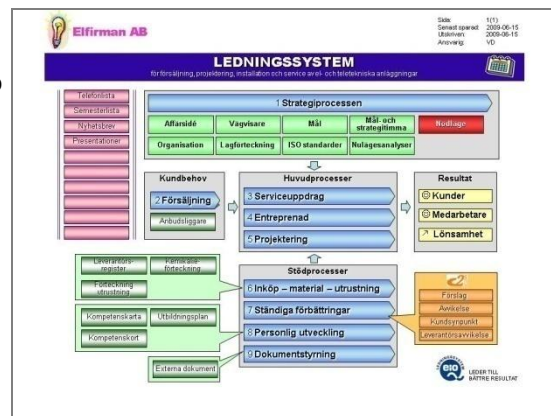 Elfirman AB
Sida: 1(1)
Senast sparad: 2009-06-15
Utskriven: 2009-06-15
Ansvarig: VD
LEDNINGSSYSTEM
för försäljning, projektering, installation och service av el- och teletekniska anläggningar
Telefonlista
Semesterlista
Nyhetsbrev
Presentationer
1 Strategiprocessen
Affärsidé
Vägvisare
Mål
Mål- och
strategitimma
Nödläge
Organisation
Lagförteckning
ISO standarder
Nulägesanalyser
Kundbehov
2 Försäljning
Anbudsliggare
Huvudprocesser
3 Serviceuppdrag
4 Entreprenad
5 Projektering
Resultat
Kunder
Medarbetare
Lönsamhet
Stödprocesser
6 Inköp – material – utrustning
7 Ständiga förbättringar
8 Personlig utveckling
9 Dokumentstyrning
Leverantörs-
register
Kemikalie-
förteckning
Förteckning
utrustning
Kompetenskarta
Utbildningsplan
Kompetenskort
Externa dokument
Förslag
Avvikelse
Kundsynpunkt
Leverantörsavvikelse
eio
LEDER TILL
BÄTTRE RESULTAT